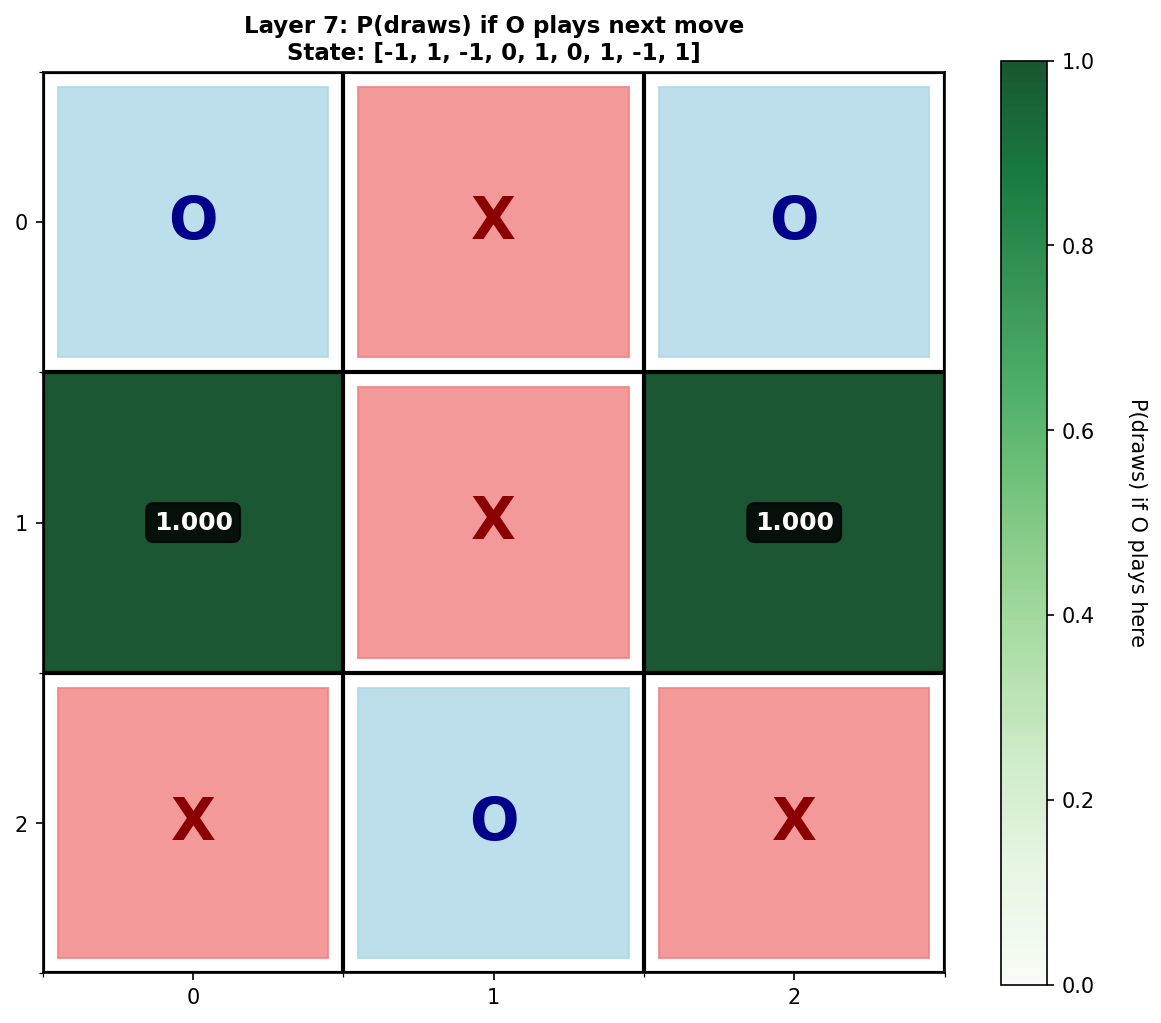 Layer 7: P(draws) if O plays next move
State: [-1, 1, -1, 0, 1, 0, 1, -1, 1]
O X O
1.000 X 1.000
X O X
0
1
2
0 1 2
1.0
0.8
0.6
0.4
0.2
0.0
P(draws) if O plays here